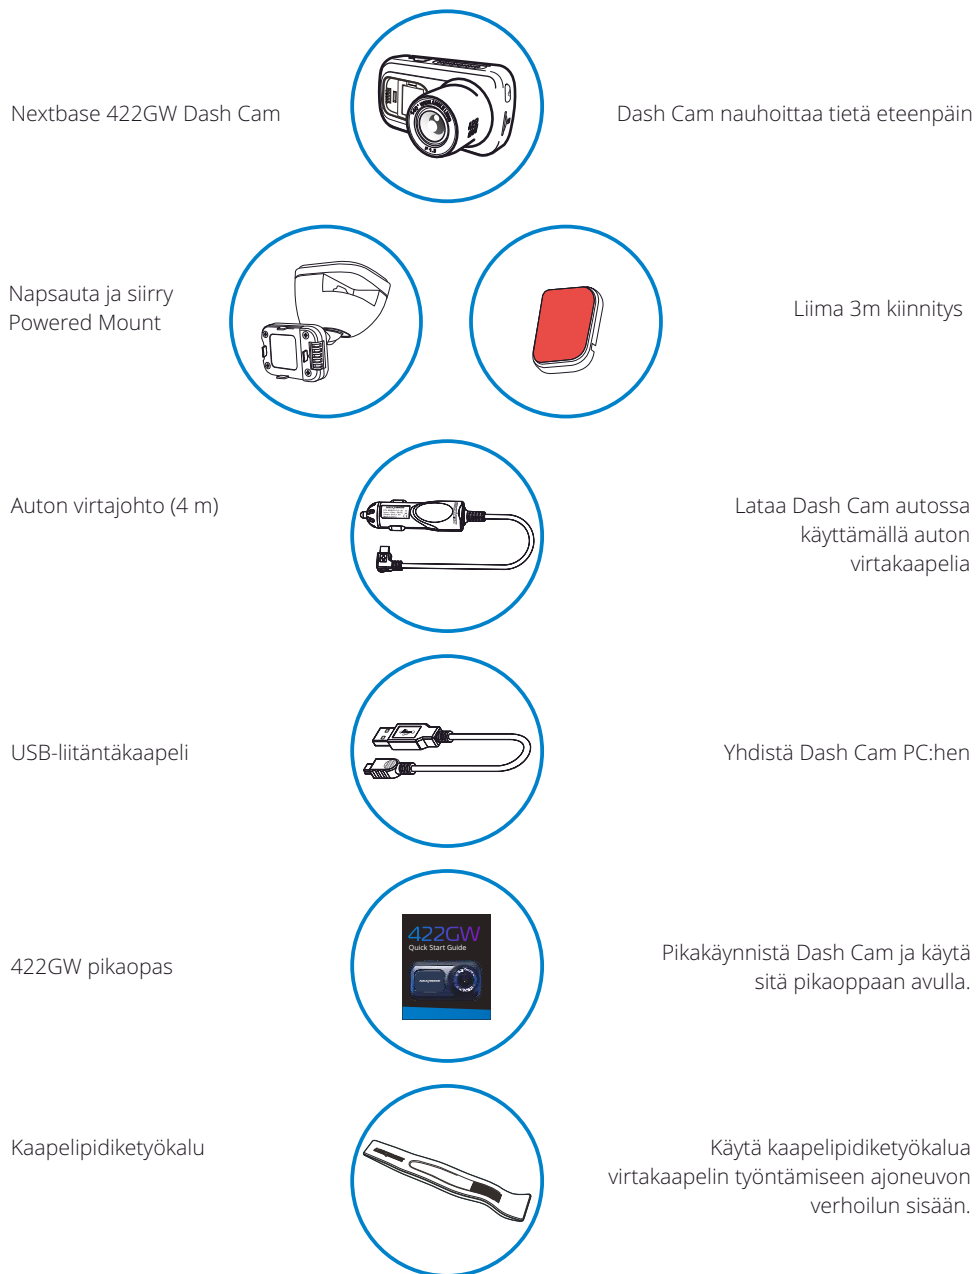 Nextbase 422GW Dash Cam
Dash Cam nauhoittaa tietä eteenpäin
Napsauta ja siirry
Powered Mount
Liima 3m kiinnitys
Auton virtajohto (4 m)
Lataa Dash Cam autossa
käyttämällä auton
virtakaapelia
USB-liitäntäkaapeli
Yhdistä Dash Cam PC:hen
422GW pikaopas
422GW
Quick Start Guide
Pikakäynnistä Dash Cam ja käytä
sitä pikaoppaan avulla.
Kaapelipidiketyökalu
Käytä kaapelipidiketyökalua
virtakaapelin työntämiseen ajoneuvon
verhoilun sisään.